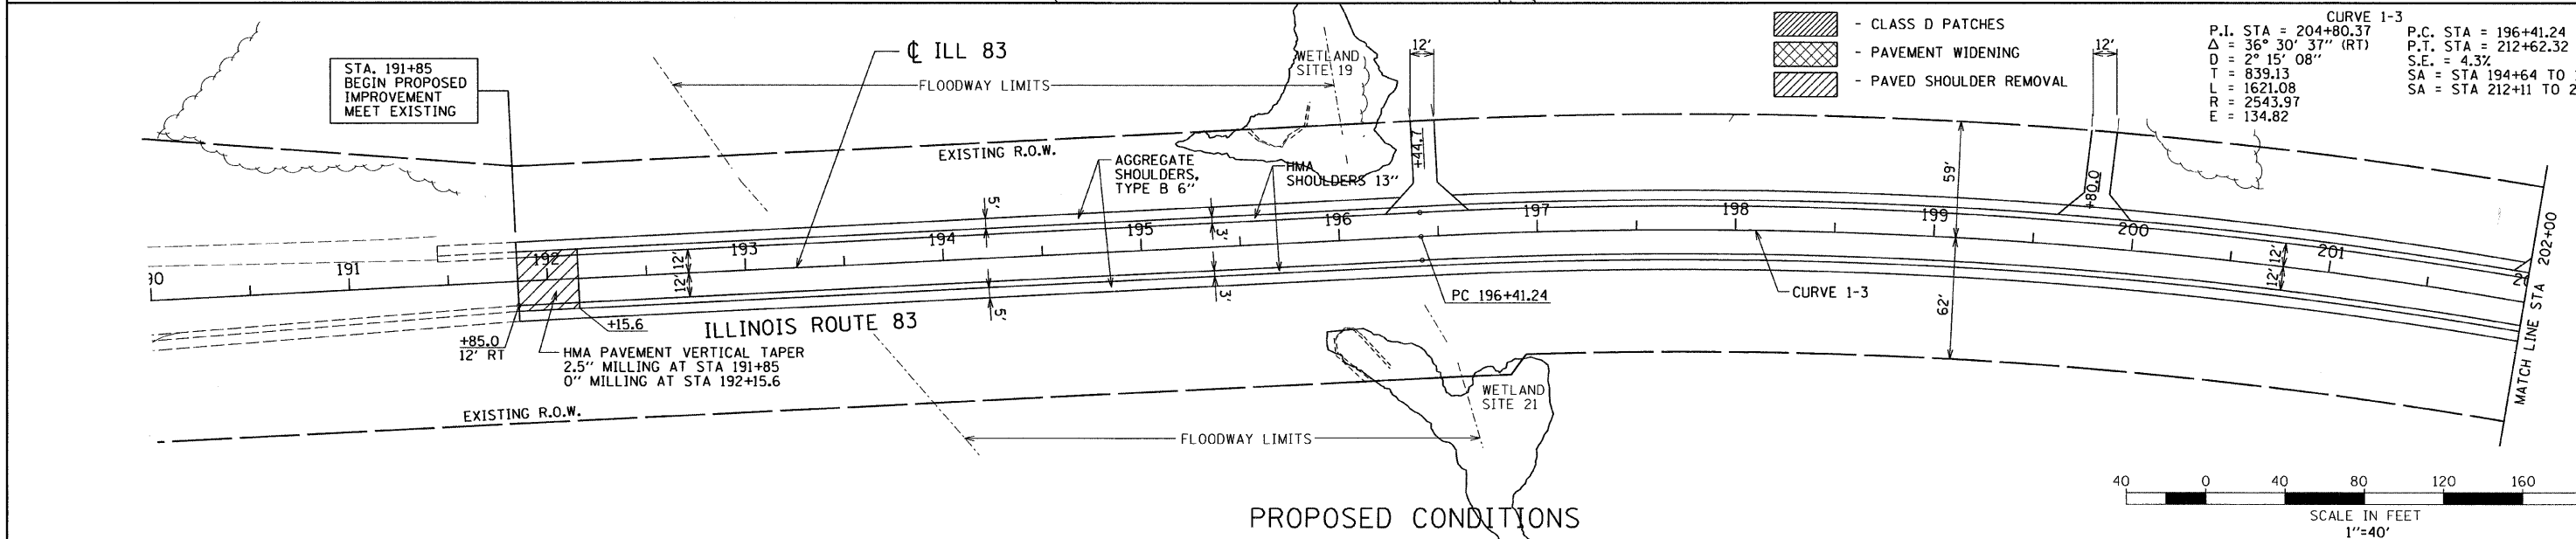 - CLASS D PATCHES
- PAVEMENT WIDENING
- PAVED SHOULDER REMOVAL
CURVE 1-3
P.I. STA = 204+80.37
Δ = 36° 30' 37" (RT)
D = 2° 15' 08"
T = 839.13
L = 1621.08
R = 2543.97
E = 134.82
P.C. STA = 196+41.24
P.T. STA = 212+62.32
S.E. = 4.3%
SA = STA 194+64 TO
SA = STA 212+11 TO 2
℄ ILL 83
STA. 191+85
BEGIN PROPOSED
IMPROVEMENT
MEET EXISTING
FLOODWAY LIMITS
WETLAND
SITE 19
12'
12'
EXISTING R.O.W.
AGGREGATE
SHOULDERS,
TYPE B 6"
HMA
SHOULDERS 13"
+44.7
59'
+80.0
5'
3'
90
191
192
193
194
195
196
197
198
199
200
201
12'
12'
12'
12'
3'
5'
62'
PC 196+41.24
CURVE 1-3
MATCH LINE STA 202+00
+85.0
12' RT
+15.6
ILLINOIS ROUTE 83
HMA PAVEMENT VERTICAL TAPER
2.5" MILLING AT STA 191+85
0" MILLING AT STA 192+15.6
EXISTING R.O.W.
WETLAND
SITE 21
FLOODWAY LIMITS
PROPOSED CONDITIONS
40 0 40 80 120 160
SCALE IN FEET
1"=40'